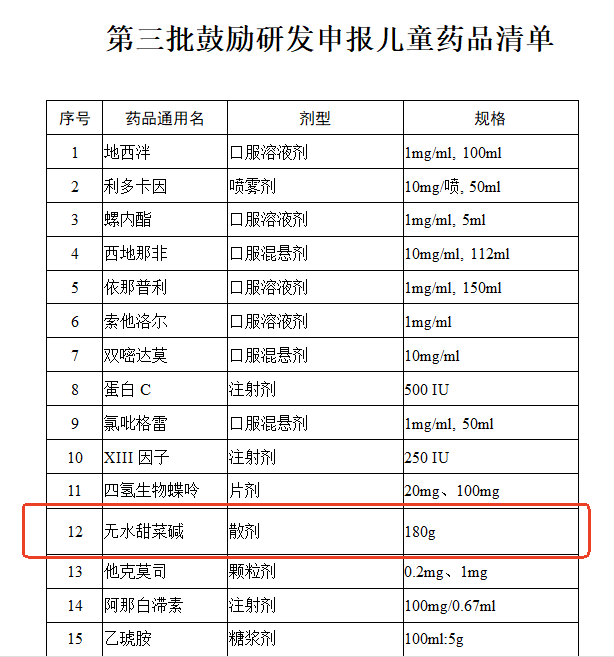 第三批鼓励研发申报儿童药品清单
序号 药品通用名 剂型 规格
1 地西泮 口服溶液剂 1mg/ml, 100ml
2 利多卡因 喷雾剂 10mg/喷, 50ml
3 螺内酯 口服溶液剂 1mg/ml, 5ml
4 西地那非 口服混悬剂 10mg/ml, 112ml
5 依那普利 口服溶液剂 1mg/ml, 150ml
6 索他洛尔 口服溶液剂 1mg/ml
7 双嘧达莫 口服混悬剂 10mg/ml
8 蛋白 C 注射剂 500 IU
9 氯吡格雷 口服混悬剂 1mg/ml, 50ml
10 XIII 因子 注射剂 250 IU
11 四氢生物蝶呤 片剂 20mg、100mg
12 无水甜菜碱 散剂 180g
13 他克莫司 颗粒剂 0.2mg、1mg
14 阿那白滞素 注射剂 100mg/0.67ml
15 乙琥胺 糖浆剂 100ml:5g